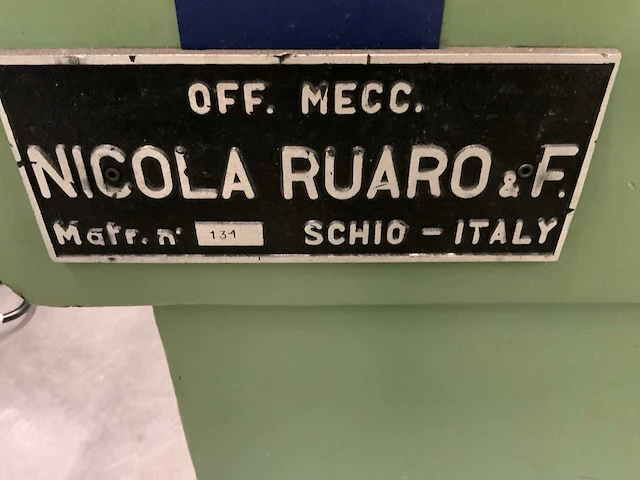 OFF. MECC.
NICOLA RUARO & F.
Matr. n° 131 SCHIO - ITALY